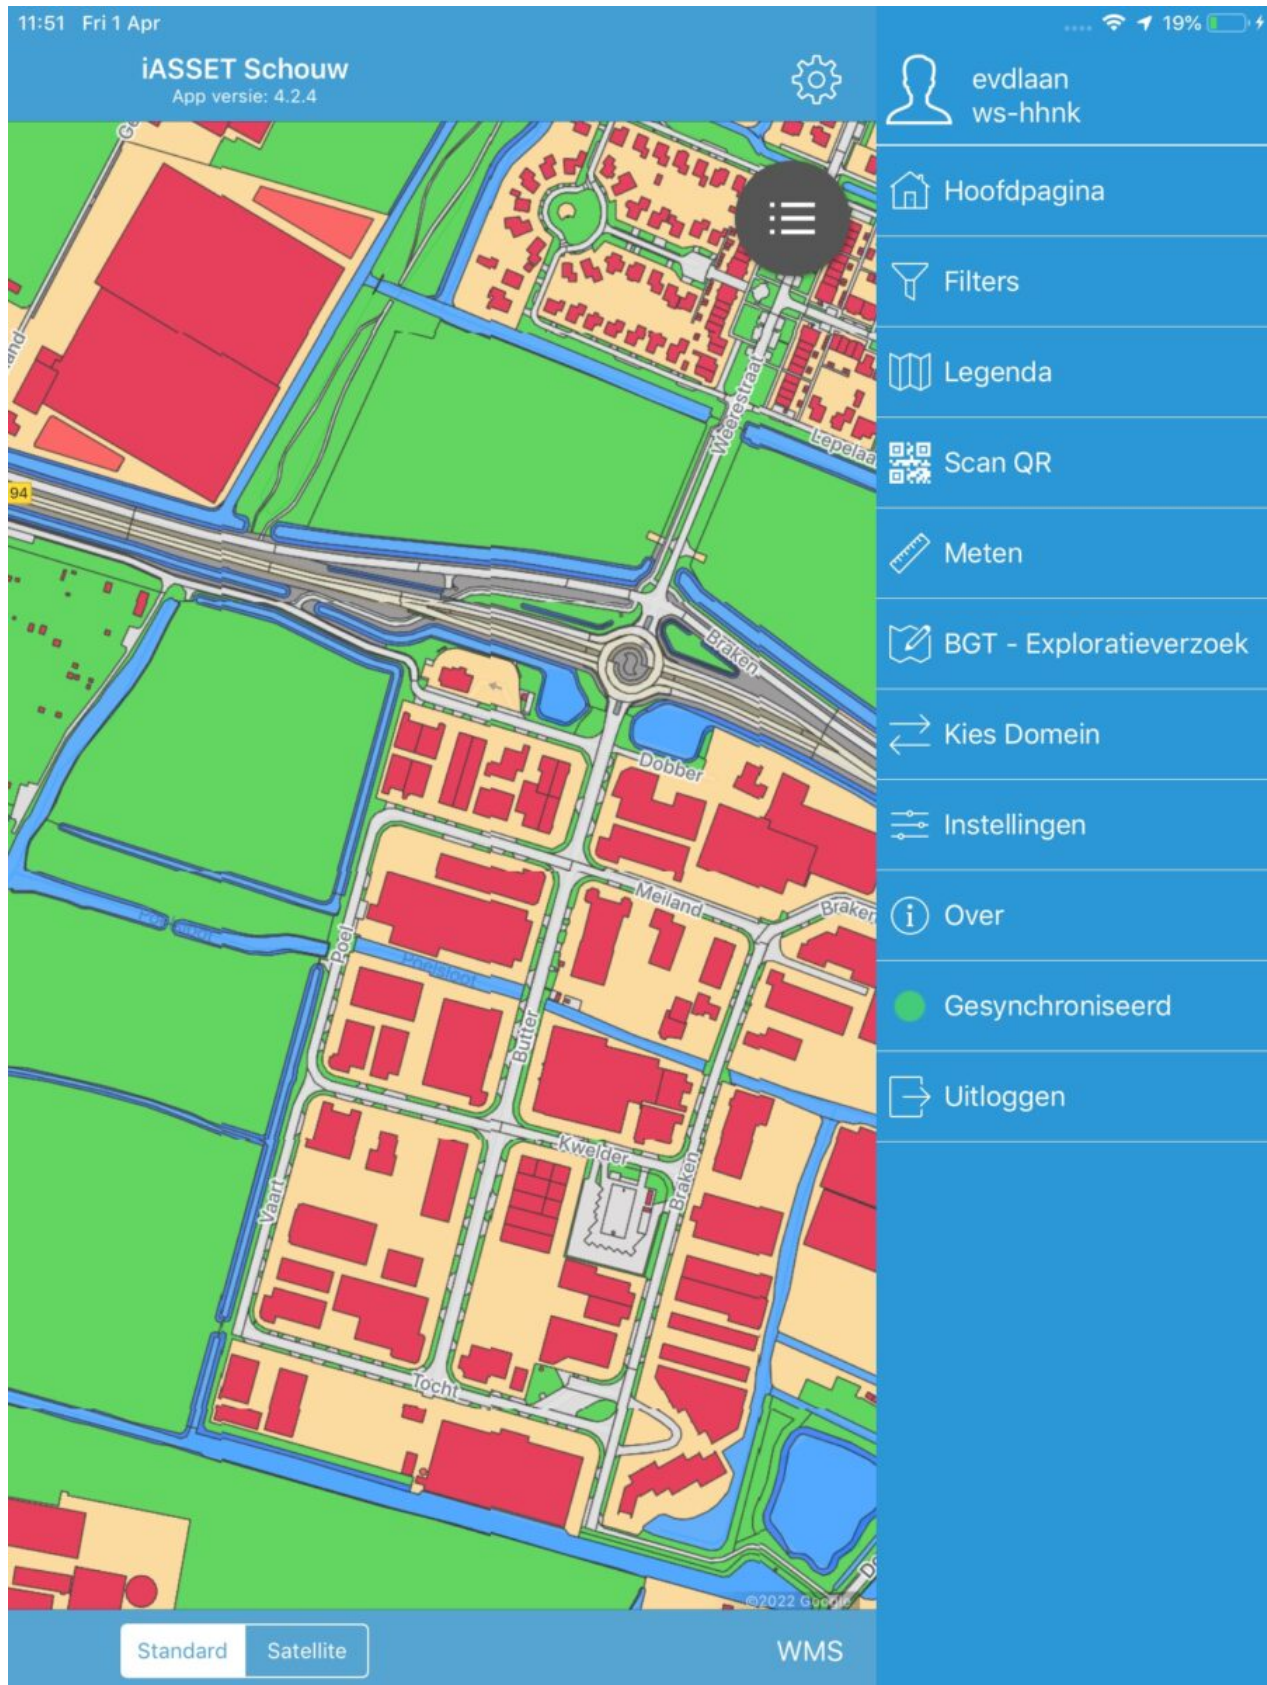 11:51 Fri 1 Apr
19%
iASSET Schouw
App versie: 4.2.4
evdlaan
ws-hhnk
Hoofdpagina
Filters
Legenda
Scan QR
Meten
BGT - Exploratieverzoek
Kies Domein
Instellingen
Over
Gesynchroniseerd
Uitloggen
Weerestraat
Lepelaa
94
Braken
Dobber
Meiland
Braken
Poel
Poelsloot
Butter
Kwelder
Braken
Vaart
Tocht
©2022 Google
Standard
Satellite
WMS